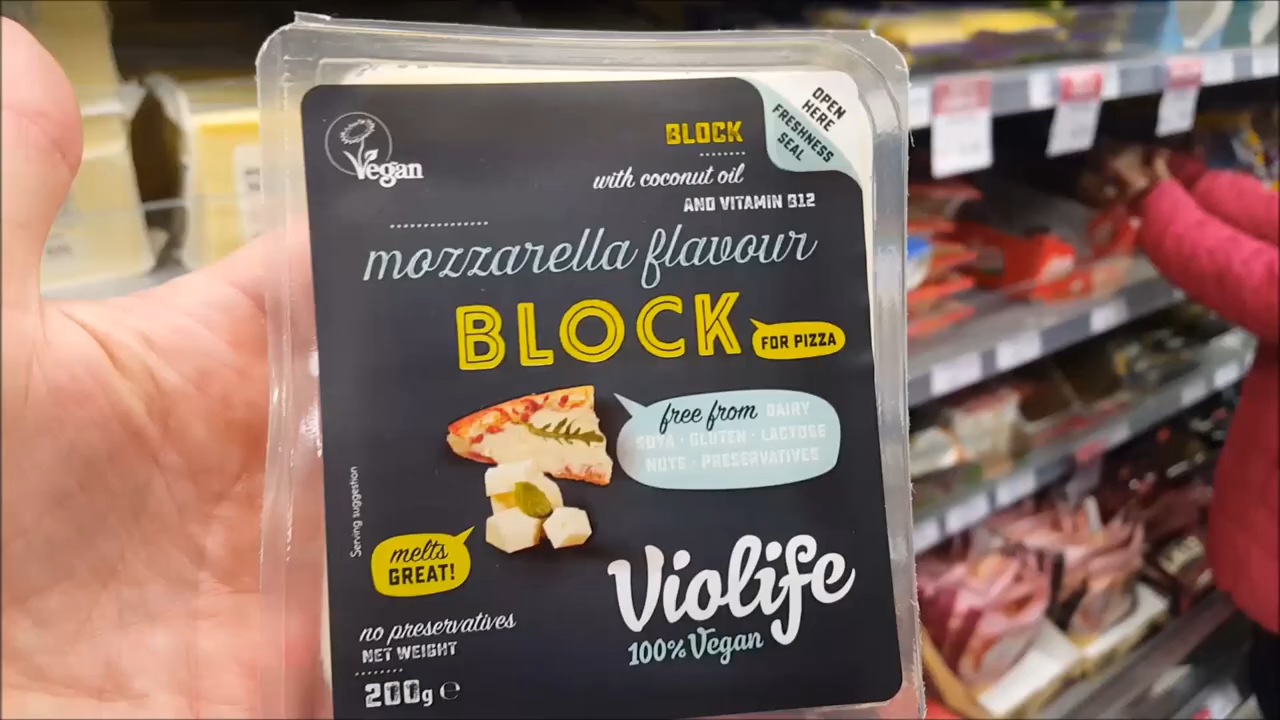 Vegan
BLOCK
with coconut oil
AND VITAMIN B12
OPEN
HERE
FRESHNESS
SEAL
mozzarella flavour
BLOCK
FOR PIZZA
free from DAIRY
SOYA · GLUTEN · LACTOSE
NUTS · PRESERVATIVES
Serving suggestion
melts
GREAT!
Violife
100% Vegan
no preservatives
NET WEIGHT
200g ℮